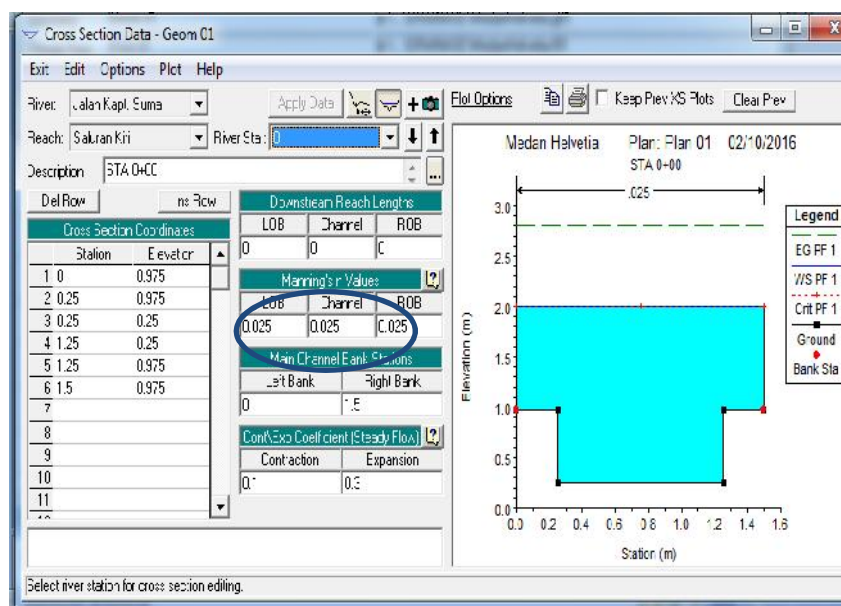 Cross Section Data - Geom 01
Exit Edit Options Plot Help
River: Jalan Kapt. Suma
Apply Data
Plot Options
Keep Prev XS Plots
Clear Prev
Reach: Saluran Kiri
River Sta.: 0
Description STA 0+00
...
Del Row
Ins Row
Cross Section Coordinates
Station Elevation
1 0 0.975
2 0.25 0.975
3 0.25 0.25
4 1.25 0.25
5 1.25 0.975
6 1.5 0.975
7
8
9
10
11
Downstream Reach Lengths
LOB Channel ROB
0 0 0
Manning's n Values
LOB Channel ROB
0.025 0.025 0.025
Main Channel Bank Stations
Left Bank Right Bank
0 1.5
Cont\Exp Coefficient (Steady Flow)
Contraction Expansion
0.1 0.3
Medan Helvetia Plan: Plan 01 02/10/2016
STA 0+00
.025
3.0
2.5
2.0
1.5
1.0
0.5
0.0
Elevation (m)
0.0 0.2 0.4 0.6 0.8 1.0 1.2 1.4 1.6
Station (m)
Legend
EG PF 1
WS PF 1
Crit PF 1
Ground
Bank Sta
Select river station for cross section editing.